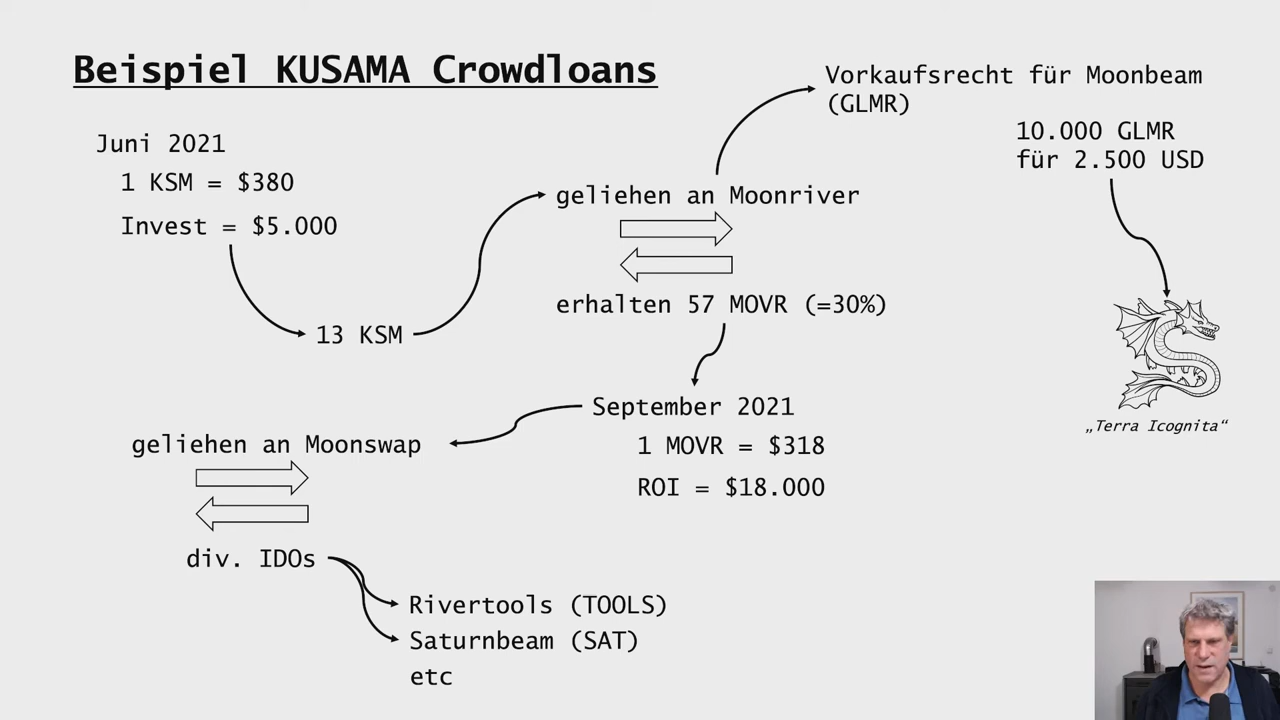 Beispiel KUSAMA Crowdloans
Juni 2021
1 KSM = $380
Invest = $5.000
13 KSM
geliehen an Moonriver
erhalten 57 MOVR (=30%)
Vorkaufsrecht für Moonbeam
(GLMR)
10.000 GLMR
für 2.500 USD
„Terra Icognita“
September 2021
1 MOVR = $318
ROI = $18.000
geliehen an Moonswap
div. IDOs
Rivertools (TOOLS)
Saturnbeam (SAT)
etc